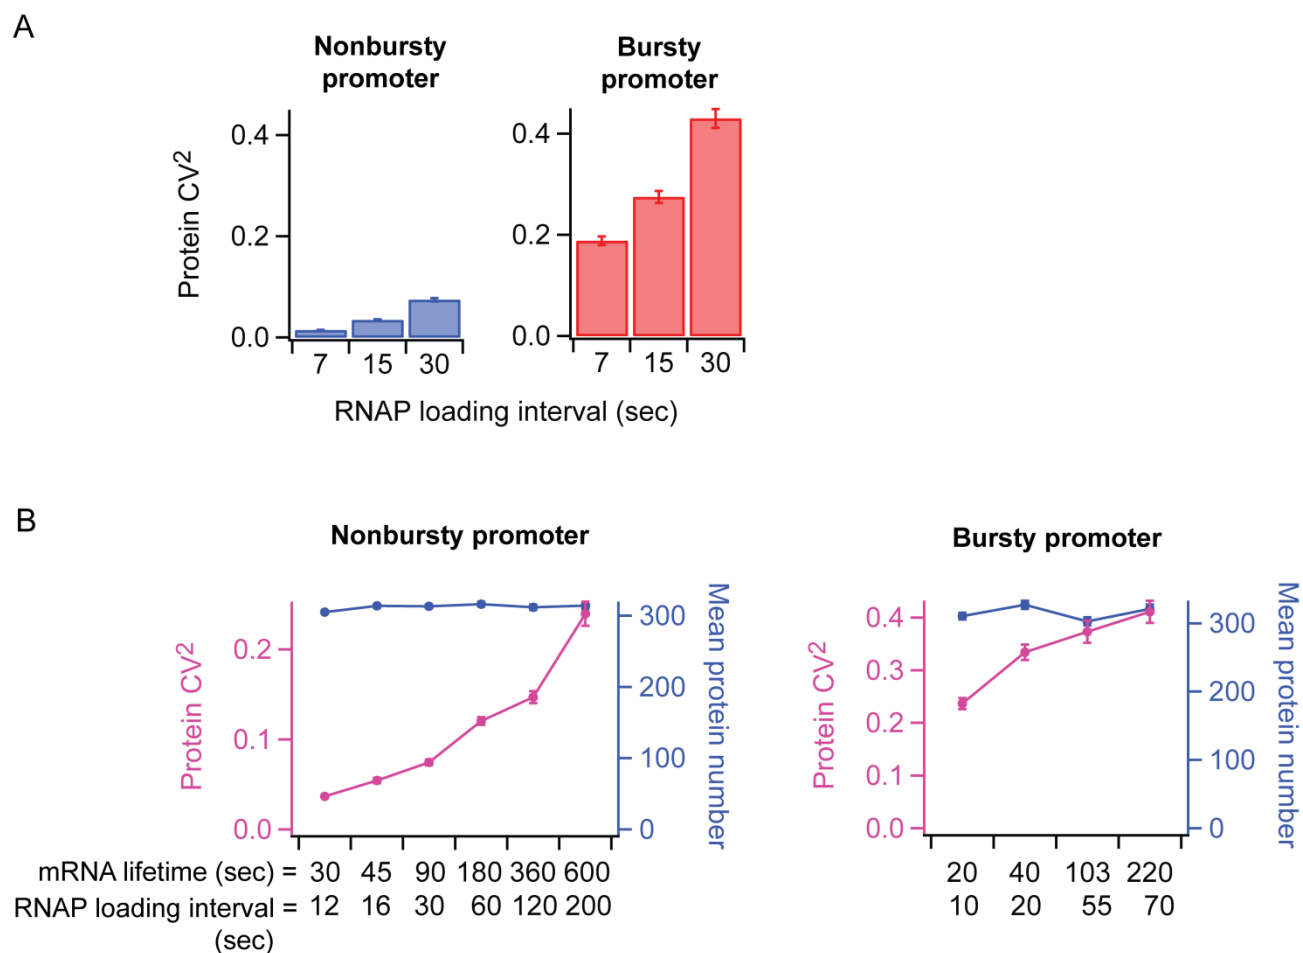 A
Nonbursty
promoter
Bursty
promoter
Protein CV2
0.4
0.2
0.0
7 15 30
0.4
0.2
0.0
7 15 30
RNAP loading interval (sec)
B
Nonbursty promoter
Protein CV2
0.2
0.1
0.0
300
200
100
0
Mean protein number
Bursty promoter
Protein CV2
0.4
0.3
0.2
0.1
0.0
300
200
100
0
Mean protein number
mRNA lifetime (sec) = 30 45 90 180 360 600
20 40 103 220
RNAP loading interval = 12 16 30 60 120 200
10 20 55 70
(sec)